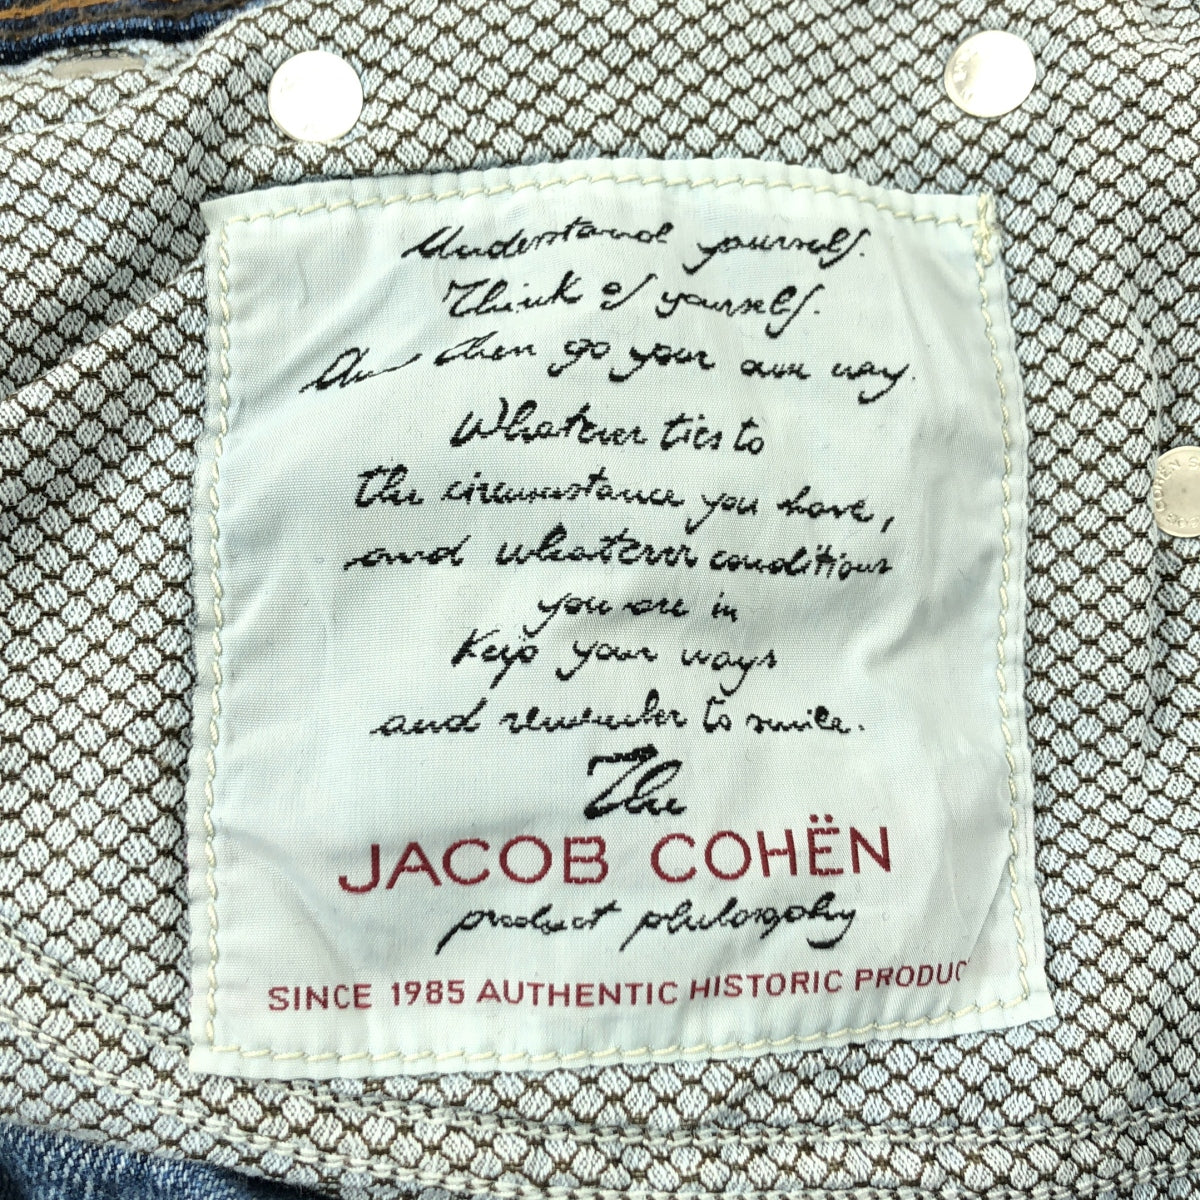 Understand yourself.
Think of yourself.
And then go your own way.
Whatever ties to
the circumstance you have,
and whatever conditions
you are in
Keep your ways
and remember to smile.
The
JACOB COHËN
product philosophy
SINCE 1985 AUTHENTIC HISTORIC PRODUC